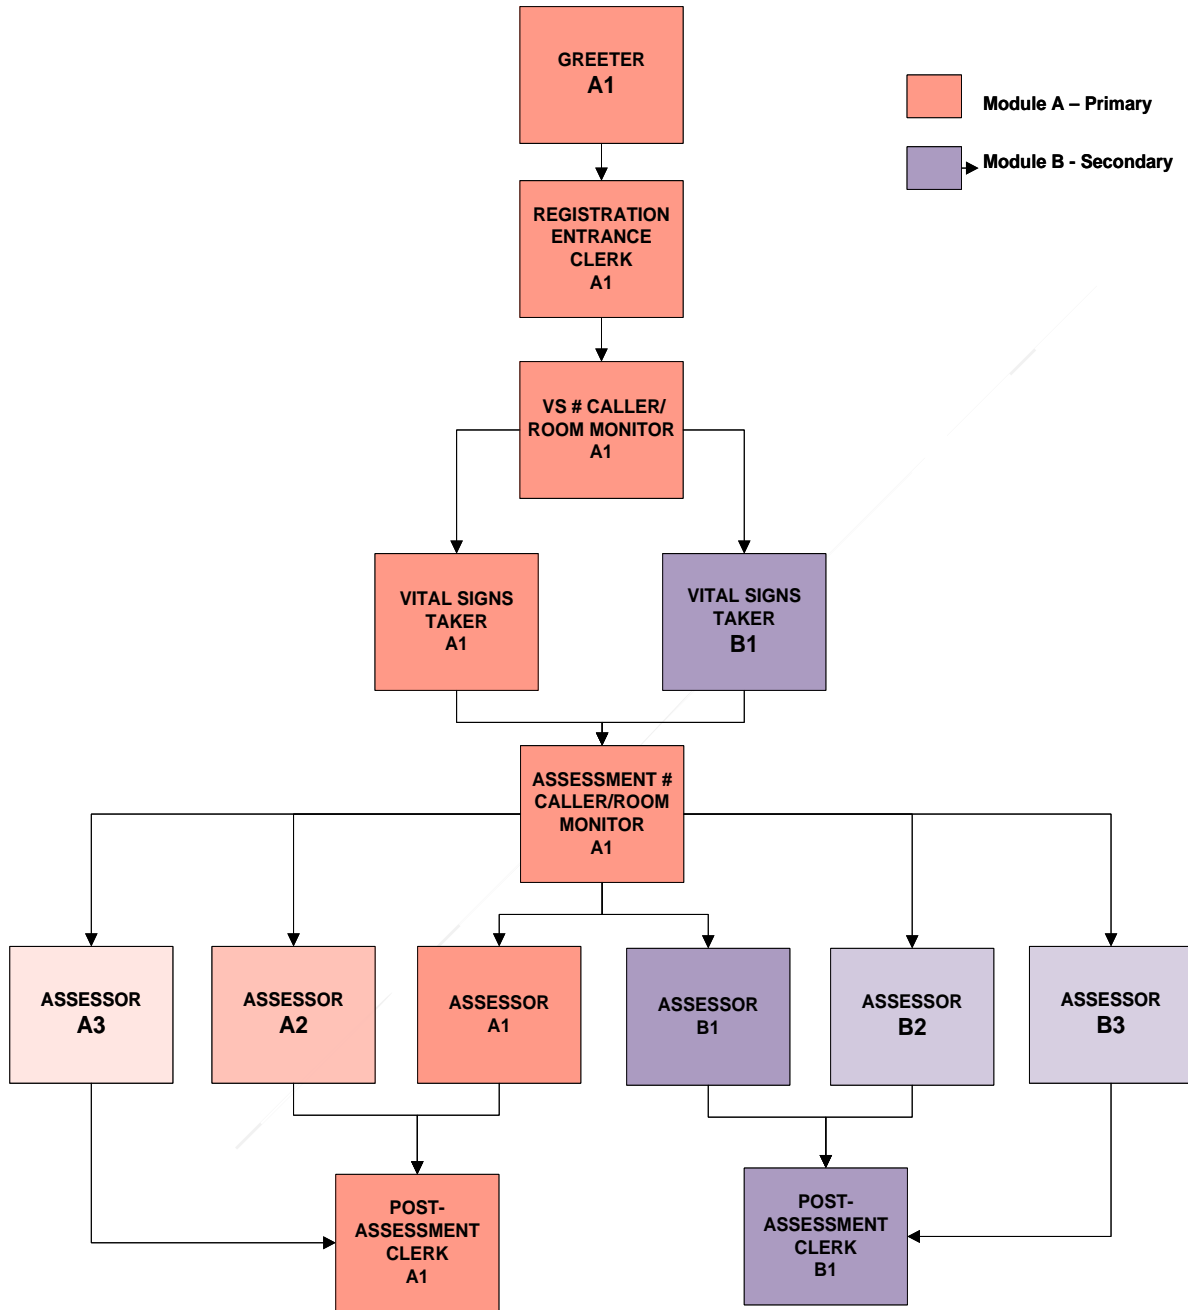 GREETER
A1
Module A – Primary
Module B - Secondary
REGISTRATION
ENTRANCE
CLERK
A1
VS # CALLER/
ROOM MONITOR
A1
VITAL SIGNS
TAKER
A1
VITAL SIGNS
TAKER
B1
ASSESSMENT #
CALLER/ROOM
MONITOR
A1
ASSESSOR
A3
ASSESSOR
A2
ASSESSOR
A1
ASSESSOR
B1
ASSESSOR
B2
ASSESSOR
B3
POST-
ASSESSMENT
CLERK
A1
POST-
ASSESSMENT
CLERK
B1